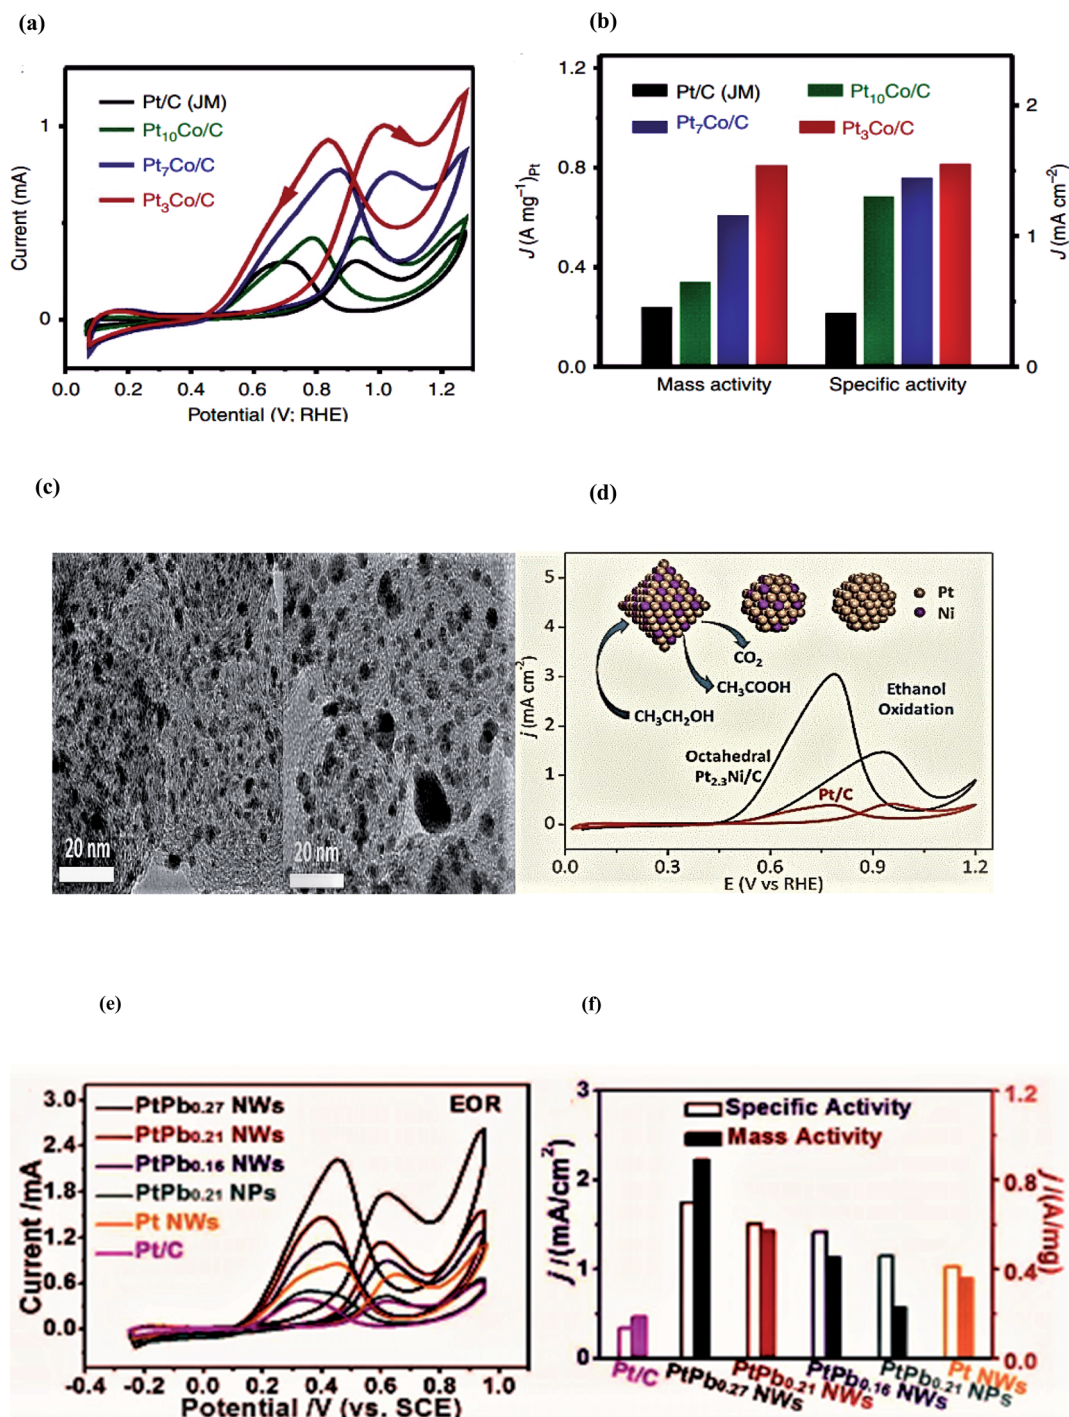 (a)
Pt/C (JM)
Pt10Co/C
Pt7Co/C
Pt3Co/C
1
0
Current (mA)
0.0 0.2 0.4 0.6 0.8 1.0 1.2
Potential (V; RHE)
(b)
1.2
0.8
0.4
0.0
J (A mg−1)Pt
Pt/C (JM)
Pt10Co/C
Pt7Co/C
Pt3Co/C
2
1
0
J (mA cm−2)
Mass activity Specific activity
(c)
20 nm
20 nm
(d)
5
4
3
2
1
0
j (mA cm-2)
Pt
Ni
CO2
CH3COOH
CH3CH2OH
Ethanol
Oxidation
Octahedral
Pt2.3Ni/C
Pt/C
0.0 0.3 0.6 0.9 1.2
E (V vs RHE)
(e)
3.0
2.4
1.8
1.2
0.6
0.0
Current /mA
PtPb0.27 NWs
PtPb0.21 NWs
PtPb0.16 NWs
PtPb0.21 NPs
Pt NWs
Pt/C
EOR
-0.4 -0.2 0.0 0.2 0.4 0.6 0.8 1.0
Potential /V (vs. SCE)
(f)
3
2
1
0
j /(mA/cm2)
Specific Activity
Mass Activity
1.2
0.8
0.4
0.0
j /(A/mg)
Pt/C
PtPb0.27 NWs
PtPb0.21 NWs
PtPb0.16 NWs
PtPb0.21 NPs
Pt NWs